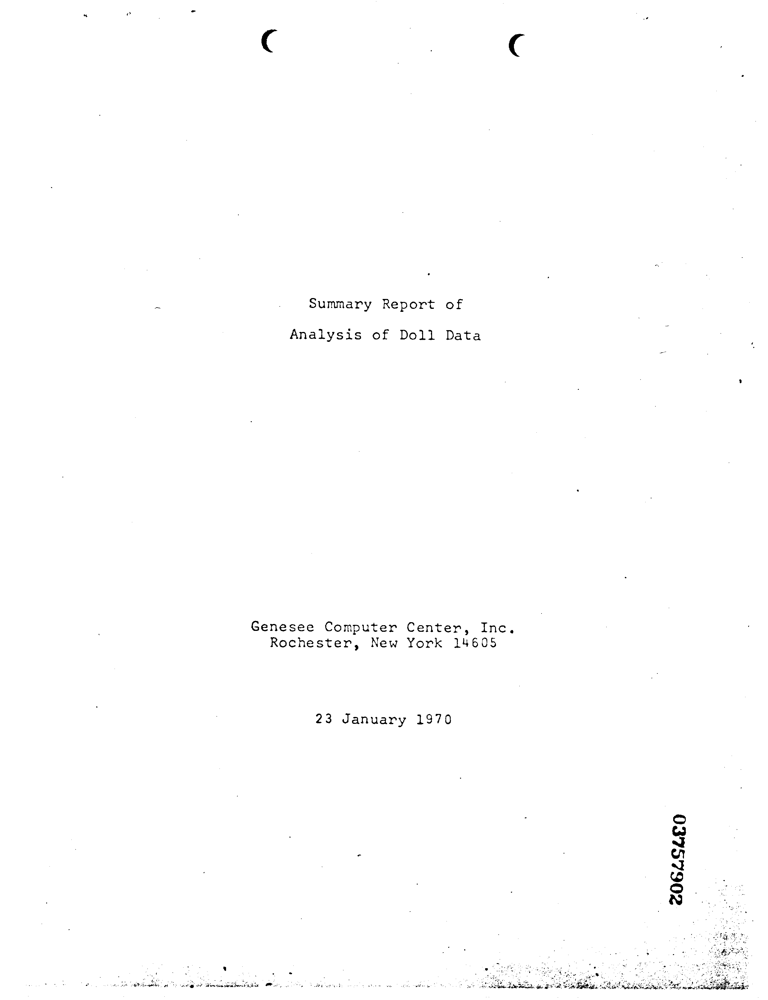 Summary Report of
Analysis of Doll Data
Genesee Computer Center, Inc.
Rochester, New York 14605
23 January 1970
03757902